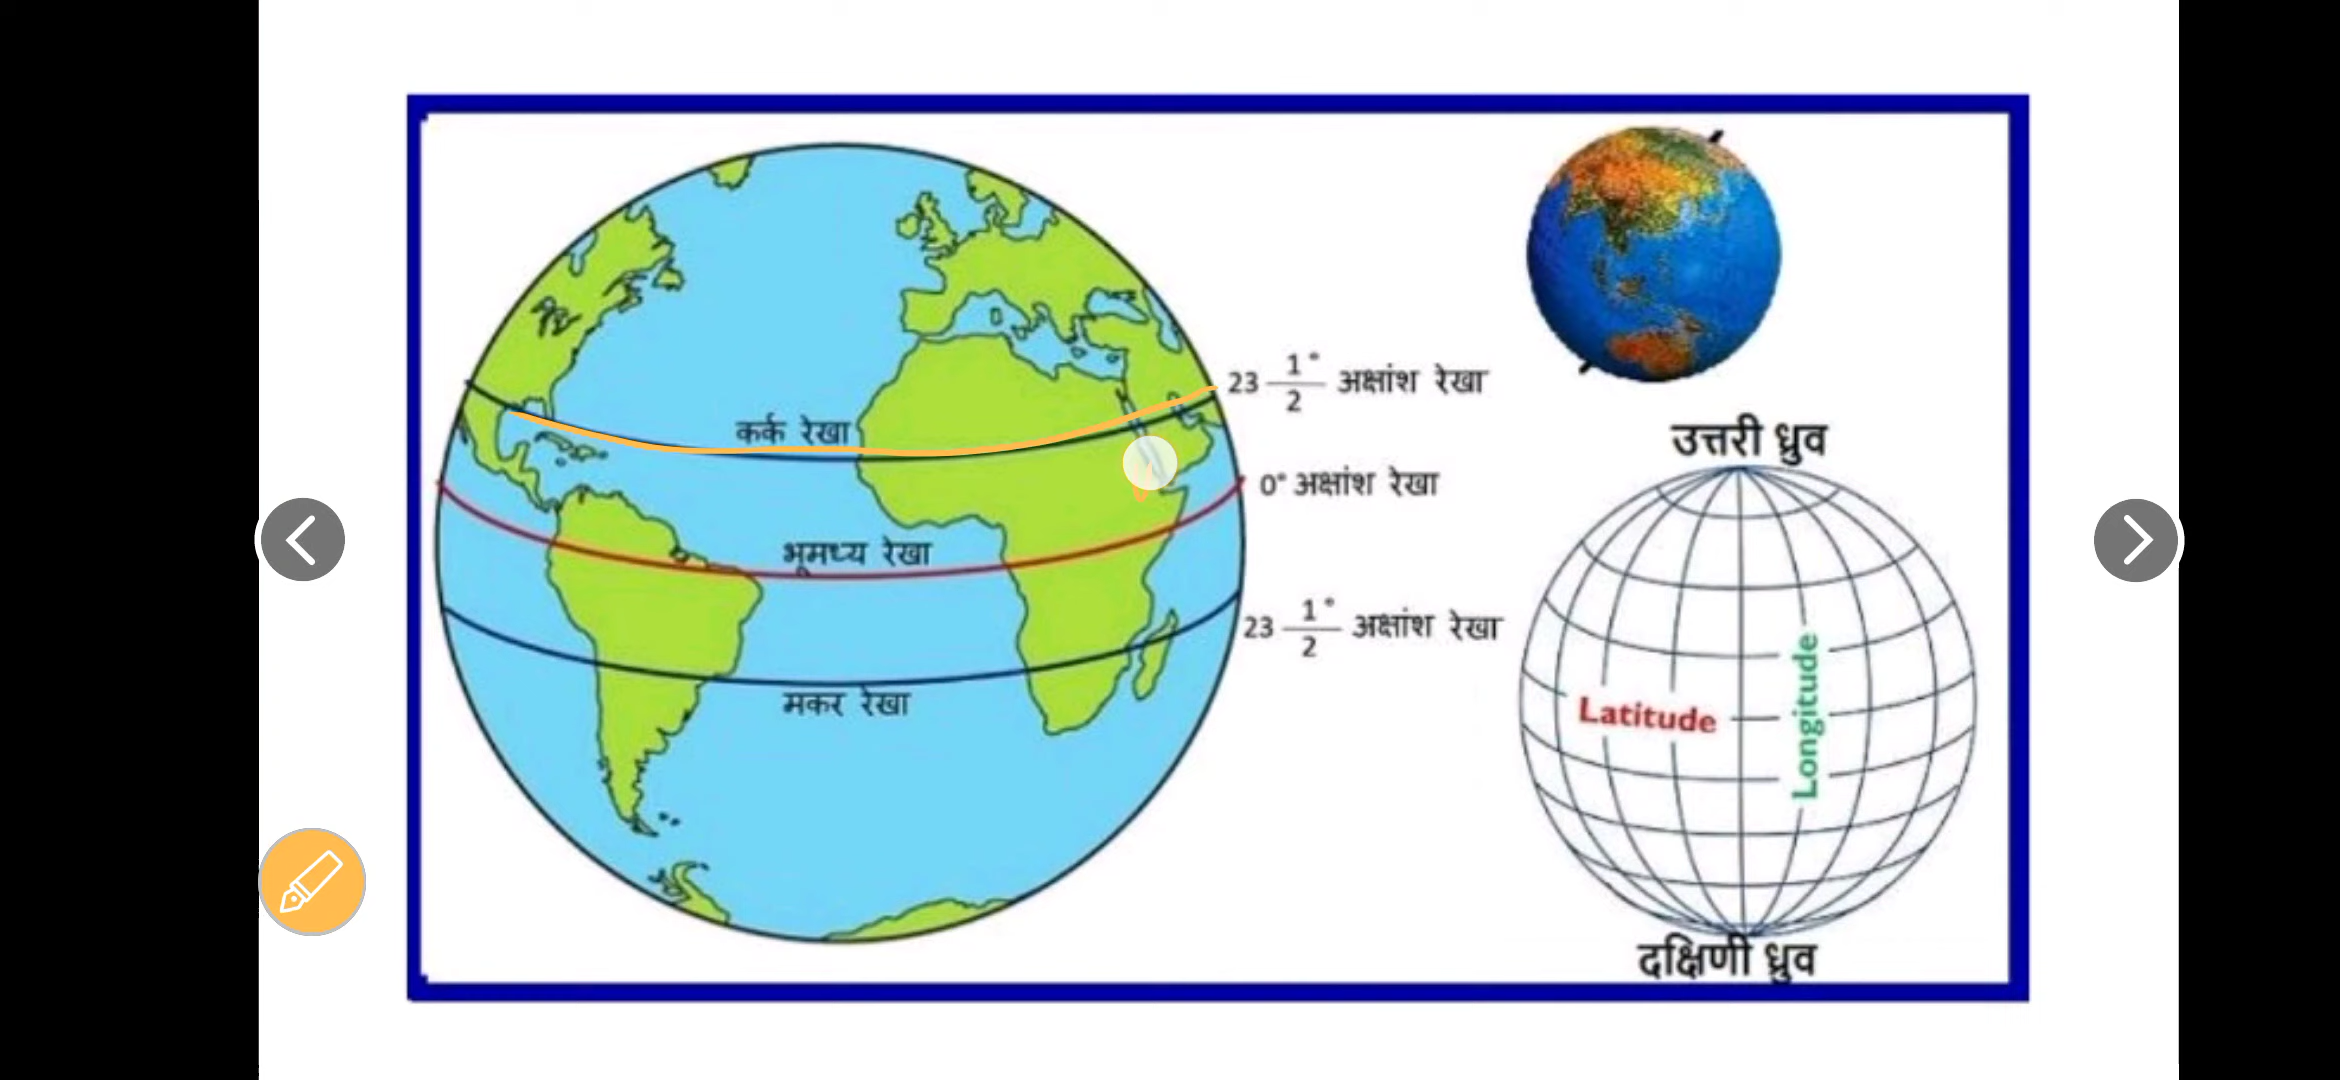 कर्क रेखा
23 1/2° अक्षांश रेखा
0° अक्षांश रेखा
भूमध्य रेखा
23 1/2° अक्षांश रेखा
मकर रेखा
उत्तरी ध्रुव
Latitude
Longitude
दक्षिणी ध्रुव